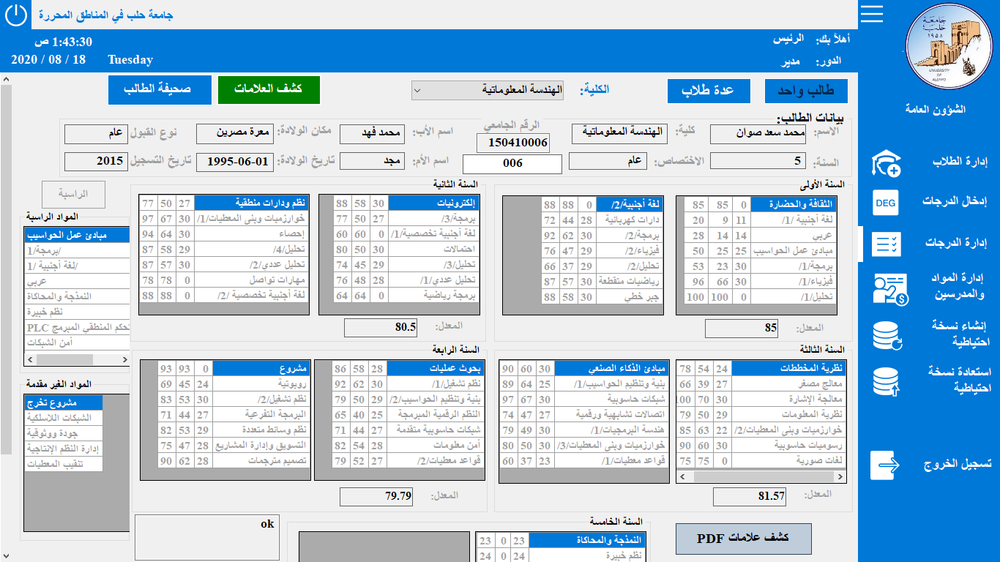 جامعة حلب في المناطق المحررة
أهلاً بك: الرئيس
1:43:30 ص
الدور: مدير
Tuesday 2020 / 08 / 18
جامعة حلب
١٩٥٨
UNIVERSITY OF ALEPPO
الشؤون العامة
إدارة الطلاب
DEG إدخال الدرجات
إدارة الدرجات
إدارة المواد والمدرسين
إنشاء نسخة احتياطية
استعادة نسخة احتياطية
تسجيل الخروج
طالب واحد
عدة طلاب
الكلية: الهندسة المعلوماتية
كشف العلامات
صحيفة الطالب
بيانات الطالب:
الاسم: محمد سعد صوان
كلية: الهندسة المعلوماتية
الرقم الجامعي 150410006
اسم الأب: محمد فهد
مكان الولادة: معرة مصرين
نوع القبول عام
السنة: 5
الاختصاص: عام
006
اسم الأم: مجد
تاريخ الولادة: 1995-06-01
تاريخ التسجيل 2015
السنة الأولى
الثقافة والحضارة 0 85 85
لغة أجنبية /1/ 11 9 20
عربي 14 14 28
مبادئ عمل الحواسيب 25 25 50
برمجة/1/ 30 23 53
فيزياء/1/ 30 66 96
تحليل/1/ 0 100 100
لغة أجنبية/2/ 0 88 88
دارات كهربائية 28 44 72
برمجة/2/ 30 62 92
فيزياء/2/ 29 47 76
تحليل/2/ 29 37 66
رياضيات متقطعة 30 57 87
جبر خطي 30 58 88
المعدل: 85
السنة الثانية
إلكترونيات 30 58 88
برمجة/3/ 27 50 77
لغة أجنبية تخصصية/1/ 0 60 60
احتمالات 30 50 80
تحليل/3/ 29 45 74
تحليل عددي/1/ 28 48 76
برمجة رياضية 0 64 64
نظم ودارات منطقية 27 50 77
خوارزميات وبنى المعطيات/1/ 30 67 97
إحصاء 30 64 94
تحليل/4/ 29 58 87
تحليل عددي/2/ 30 57 87
مهارات تواصل 0 78 78
لغة أجنبية تخصصية /2/ 0 88 88
المعدل: 80.5
الراسبة
المواد الراسبة
مبادئ عمل الحواسيب
برمجة/1/
لغة أجنبية /1/
عربي
النمذجة والمحاكاة
نظم خبيرة
تحكم المنطقي المبرمج PLC
أمن الشبكات
السنة الثالثة
نظرية المخططات 24 54 78
معالج مصغر 27 39 66
معالجة الإشارة 30 70 100
نظرية المعلومات 29 50 79
خوارزميات وبنى المعطيات/2/ 22 63 85
رسوميات حاسوبية 30 60 90
لغات صورية 0 75 75
مبادئ الذكاء الصنعي 30 60 90
بنية وتنظيم الحواسيب/1/ 25 64 89
شبكات حاسوبية 30 67 97
اتصالات تشابهية ورقمية 27 47 74
هندسة البرمجيات/1/ 30 49 79
خوارزميات وبنى المعطيات/3/ 30 50 80
قواعد معطيات/1/ 23 37 60
المعدل: 81.57
السنة الرابعة
بحوث عمليات 28 58 86
نظم تشغيل/1/ 30 62 92
بنية وتنظيم الحواسيب/2/ 29 50 79
النظم الرقمية المبرمجة 25 40 65
شبكات حاسوبية متقدمة 27 44 71
أمن معلومات 28 54 82
قواعد معطيات/2/ 27 52 79
مشروع 0 93 93
روبوتية 24 45 69
نظم تشغيل/2/ 30 53 83
البرمجة التفرعية 27 44 71
نظم وسائط متعددة 29 53 82
التسويق وإدارة المشاريع 28 47 75
تصميم مترجمات 28 62 90
المعدل: 79.79
المواد الغير مقدمة
مشروع تخرج
الشبكات اللاسلكية
جودة ووثوقية
إدارة النظم الإنتاجية
تنقيب المعطيات
كشف علامات PDF
السنة الخامسة
النمذجة والمحاكاة 23 0 23
نظم خبيرة 24 0 24
ok